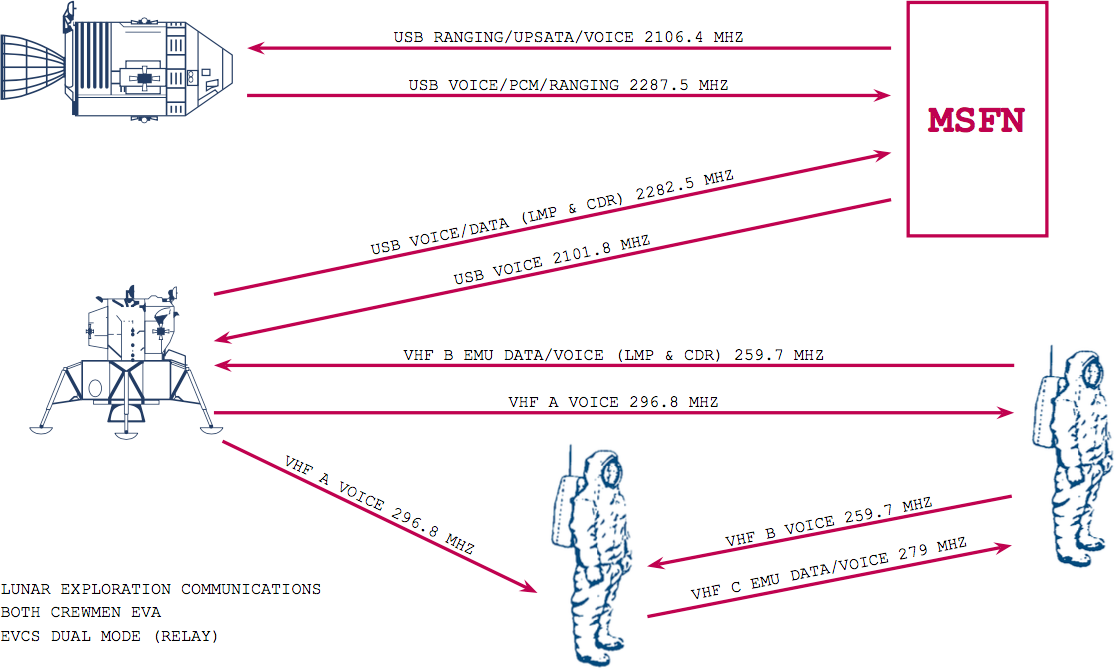 USB RANGING/UPSATA/VOICE 2106.4 MHZ
USB VOICE/PCM/RANGING 2287.5 MHZ
MSFN
USB VOICE/DATA (LMP & CDR) 2282.5 MHZ
USB VOICE 2101.8 MHZ
VHF B EMU DATA/VOICE (LMP & CDR) 259.7 MHZ
VHF A VOICE 296.8 MHZ
VHF A VOICE 296.8 MHZ
VHF B VOICE 259.7 MHZ
VHF C EMU DATA/VOICE 279 MHZ
LUNAR EXPLORATION COMMUNICATIONS
BOTH CREWMEN EVA
EVCS DUAL MODE (RELAY)